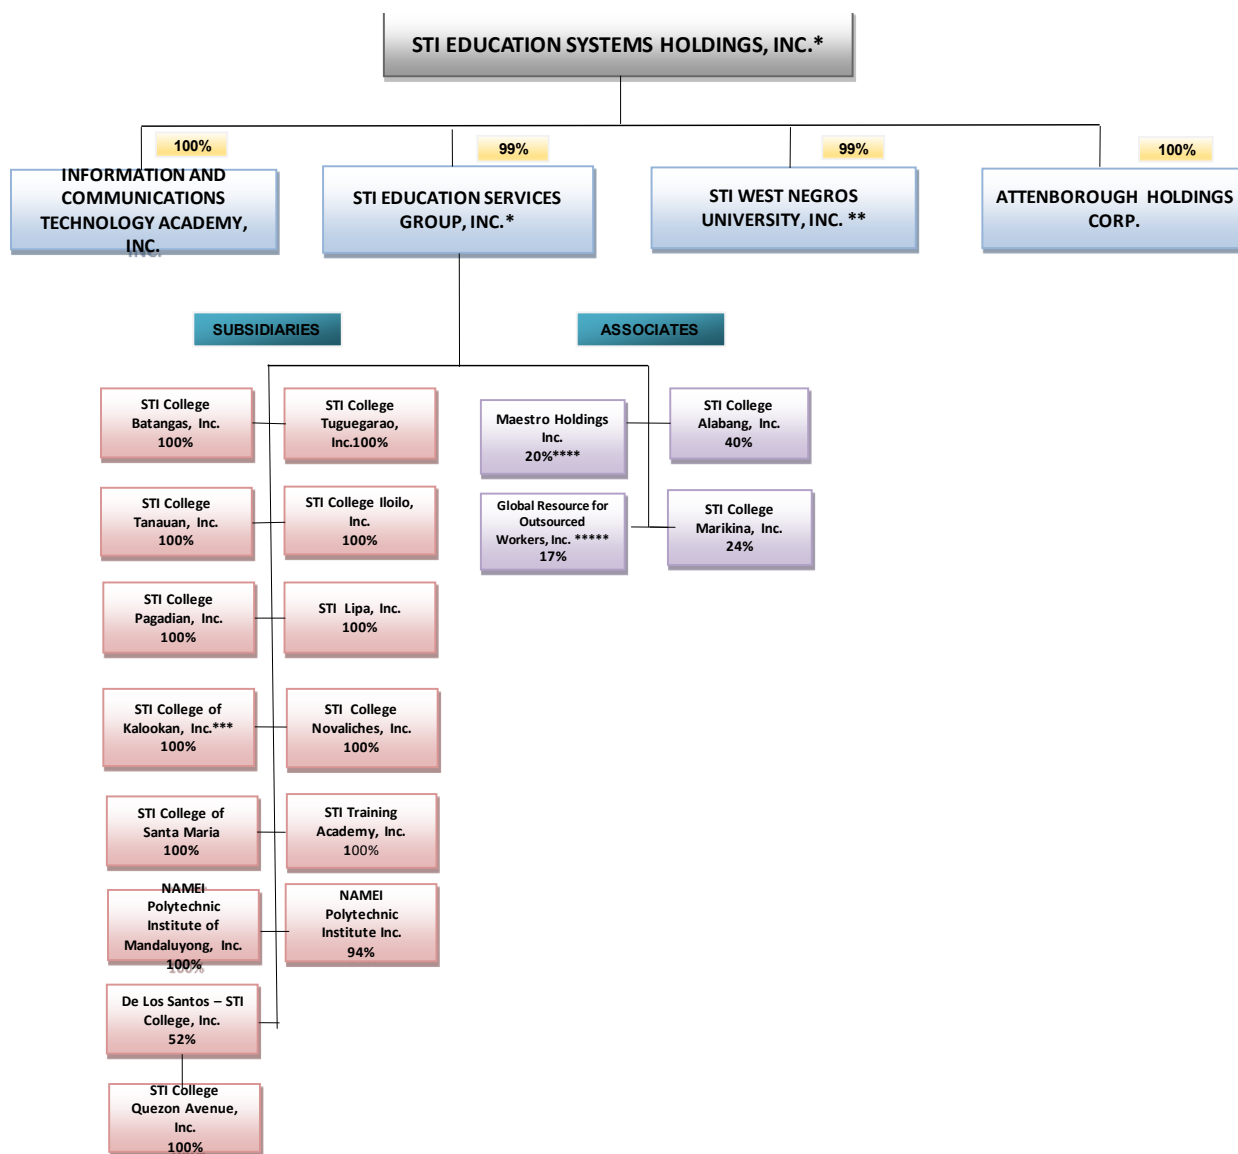 STI EDUCATION SYSTEMS HOLDINGS, INC.*
100%
99%
99%
100%
INFORMATION AND
COMMUNICATIONS
TECHNOLOGY ACADEMY,
INC.
STI EDUCATION SERVICES
GROUP, INC.*
STI WEST NEGROS
UNIVERSITY, INC. **
ATTENBOROUGH HOLDINGS
CORP.
SUBSIDIARIES
ASSOCIATES
STI College
Batangas, Inc.
100%
STI College
Tuguegarao,
Inc.100%
Maestro Holdings
Inc.
20%****
STI College
Alabang, Inc.
40%
STI College
Tanauan, Inc.
100%
STI College Iloilo,
Inc.
100%
Global Resource for
Outsourced
Workers, Inc. *****
17%
STI College
Marikina, Inc.
24%
STI College
Pagadian, Inc.
100%
STI Lipa, Inc.
100%
STI College of
Kalookan, Inc.***
100%
STI College
Novaliches, Inc.
100%
STI College of
Santa Maria
100%
STI Training
Academy, Inc.
100%
NAMEI
Polytechnic
Institute of
Mandaluyong, Inc.
100%
NAMEI
Polytechnic
Institute Inc.
94%
De Los Santos – STI
College, Inc.
52%
STI College
Quezon Avenue,
Inc.
100%